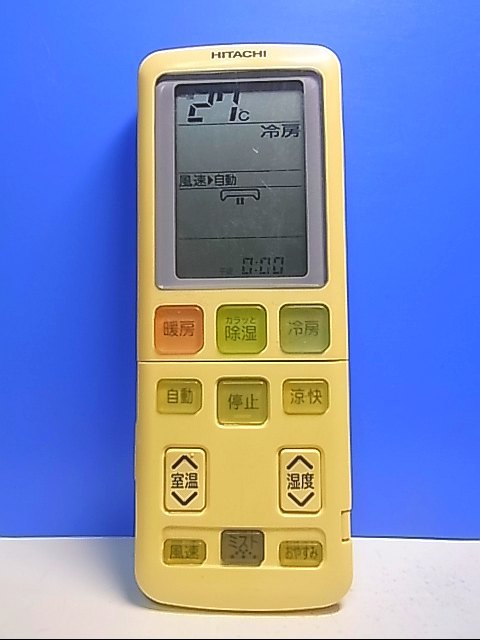 HITACHI
27℃
冷房
風速▶自動
0:00
暖房
カラッと
除湿
冷房
自動
停止
涼快
室温
湿度
風速
ミスト
おやすみ